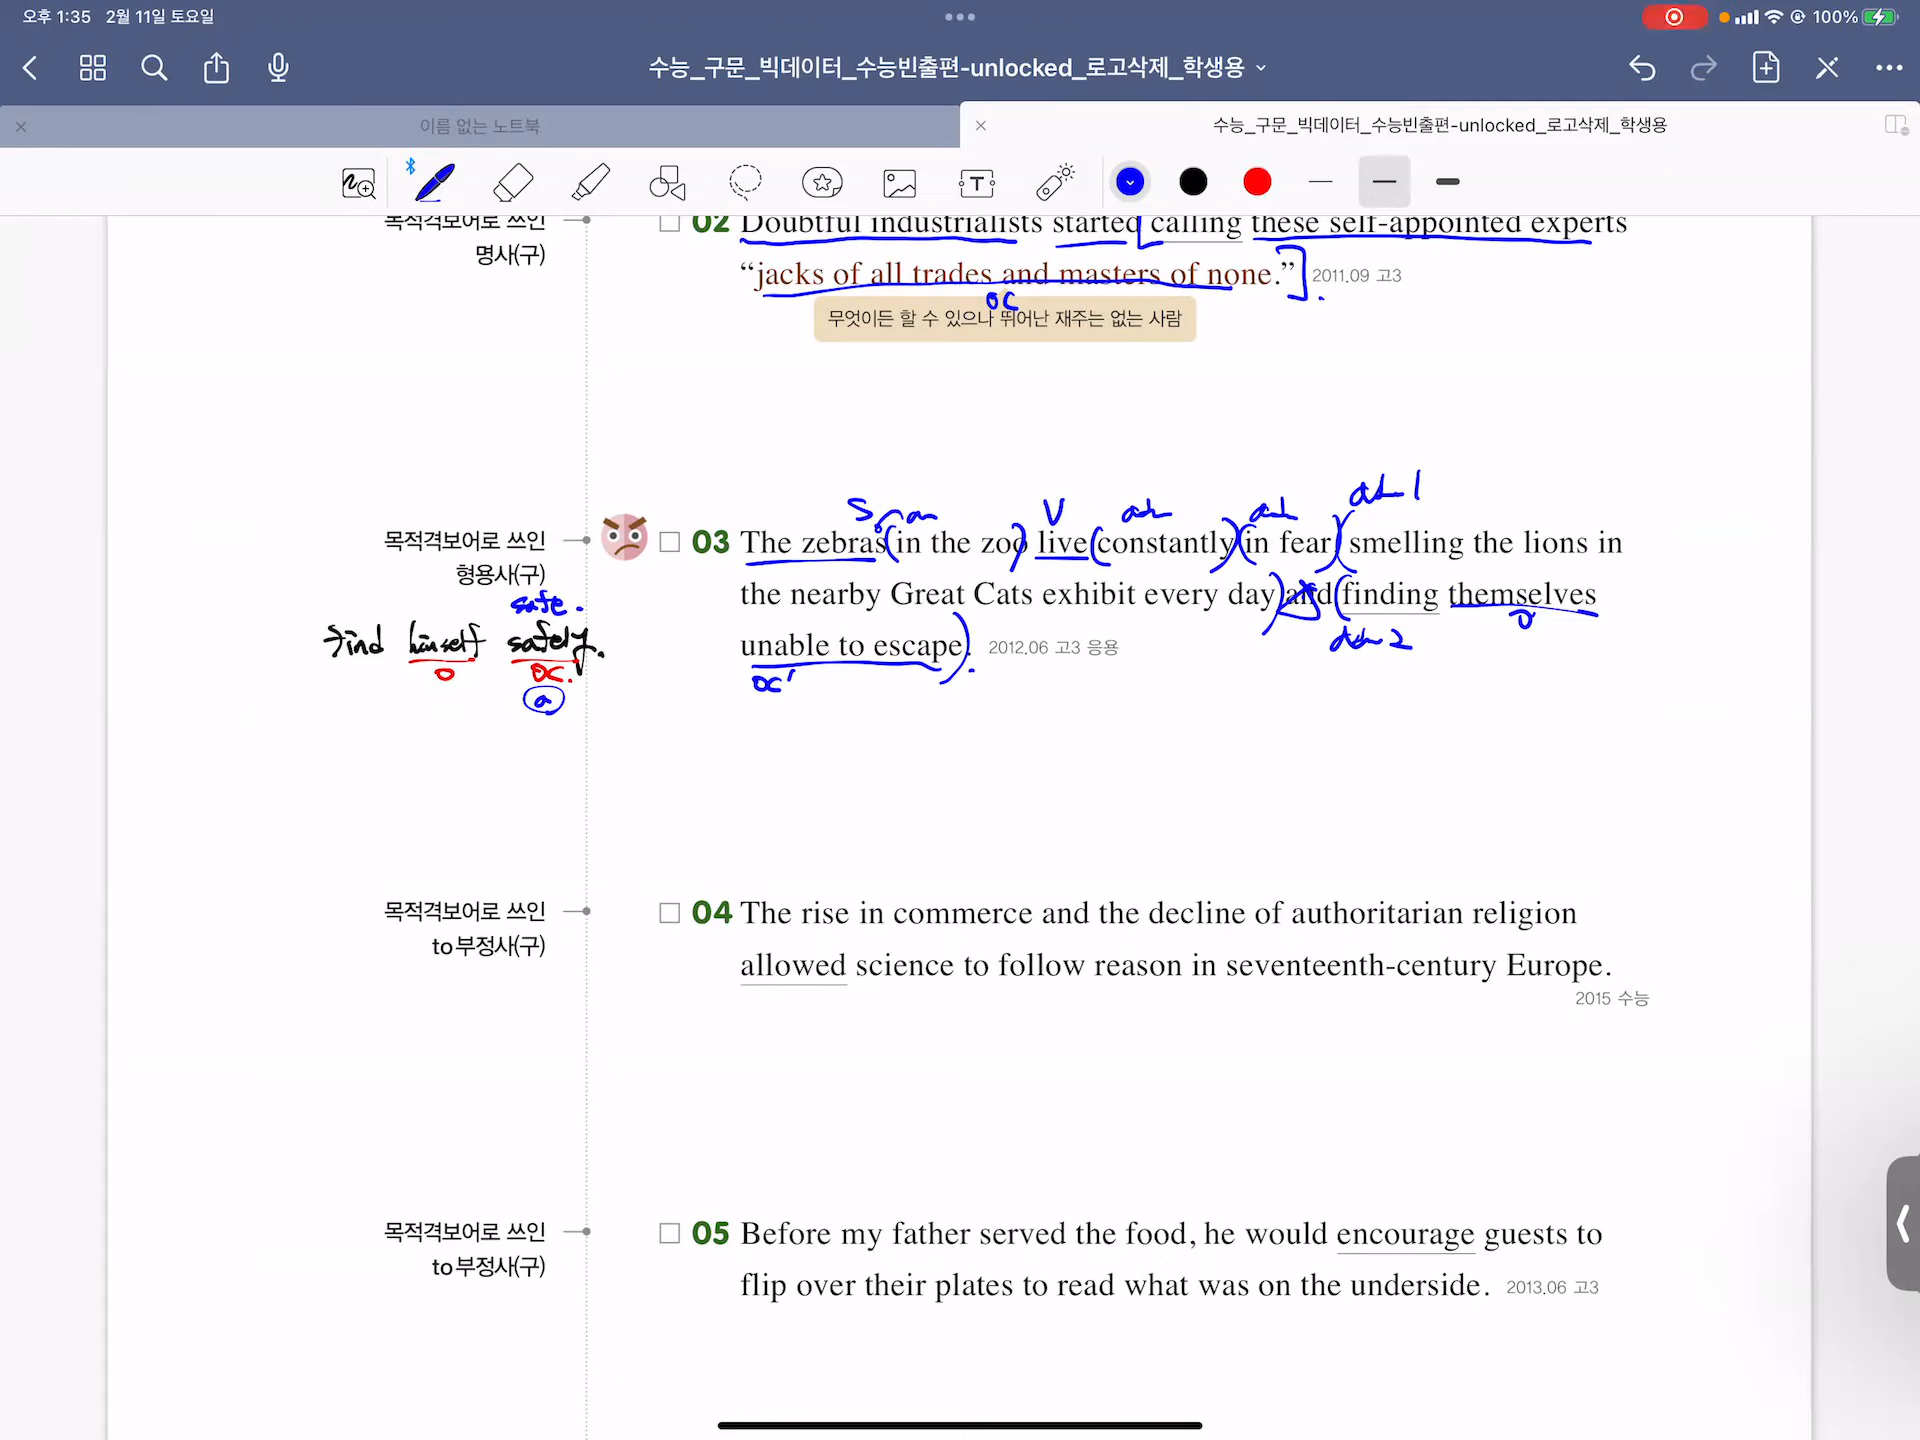 오후 1:35 2월 11일 토요일
100%
수능_구문_빅데이터_수능빈출편-unlocked_로고삭제_학생용
이름 없는 노트북
수능_구문_빅데이터_수능빈출편-unlocked_로고삭제_학생용
목적격보어로 쓰인
명사(구)
02 Doubtful industrialists started calling these self-appointed experts
“jacks of all trades and masters of none.” 2011.09 고3
oc
무엇이든 할 수 있으나 뛰어난 재주는 없는 사람
S V
목적격보어로 쓰인
형용사(구)
03 The zebras in the zoo live constantly in fear, smelling the lions in
the nearby Great Cats exhibit every day and finding themselves
unable to escape. 2012.06 고3 응용
o
oc'
safe.
find himself safely.
o oc.
a
목적격보어로 쓰인
to부정사(구)
04 The rise in commerce and the decline of authoritarian religion
allowed science to follow reason in seventeenth-century Europe.
2015 수능
목적격보어로 쓰인
to부정사(구)
05 Before my father served the food, he would encourage guests to
flip over their plates to read what was on the underside. 2013.06 고3